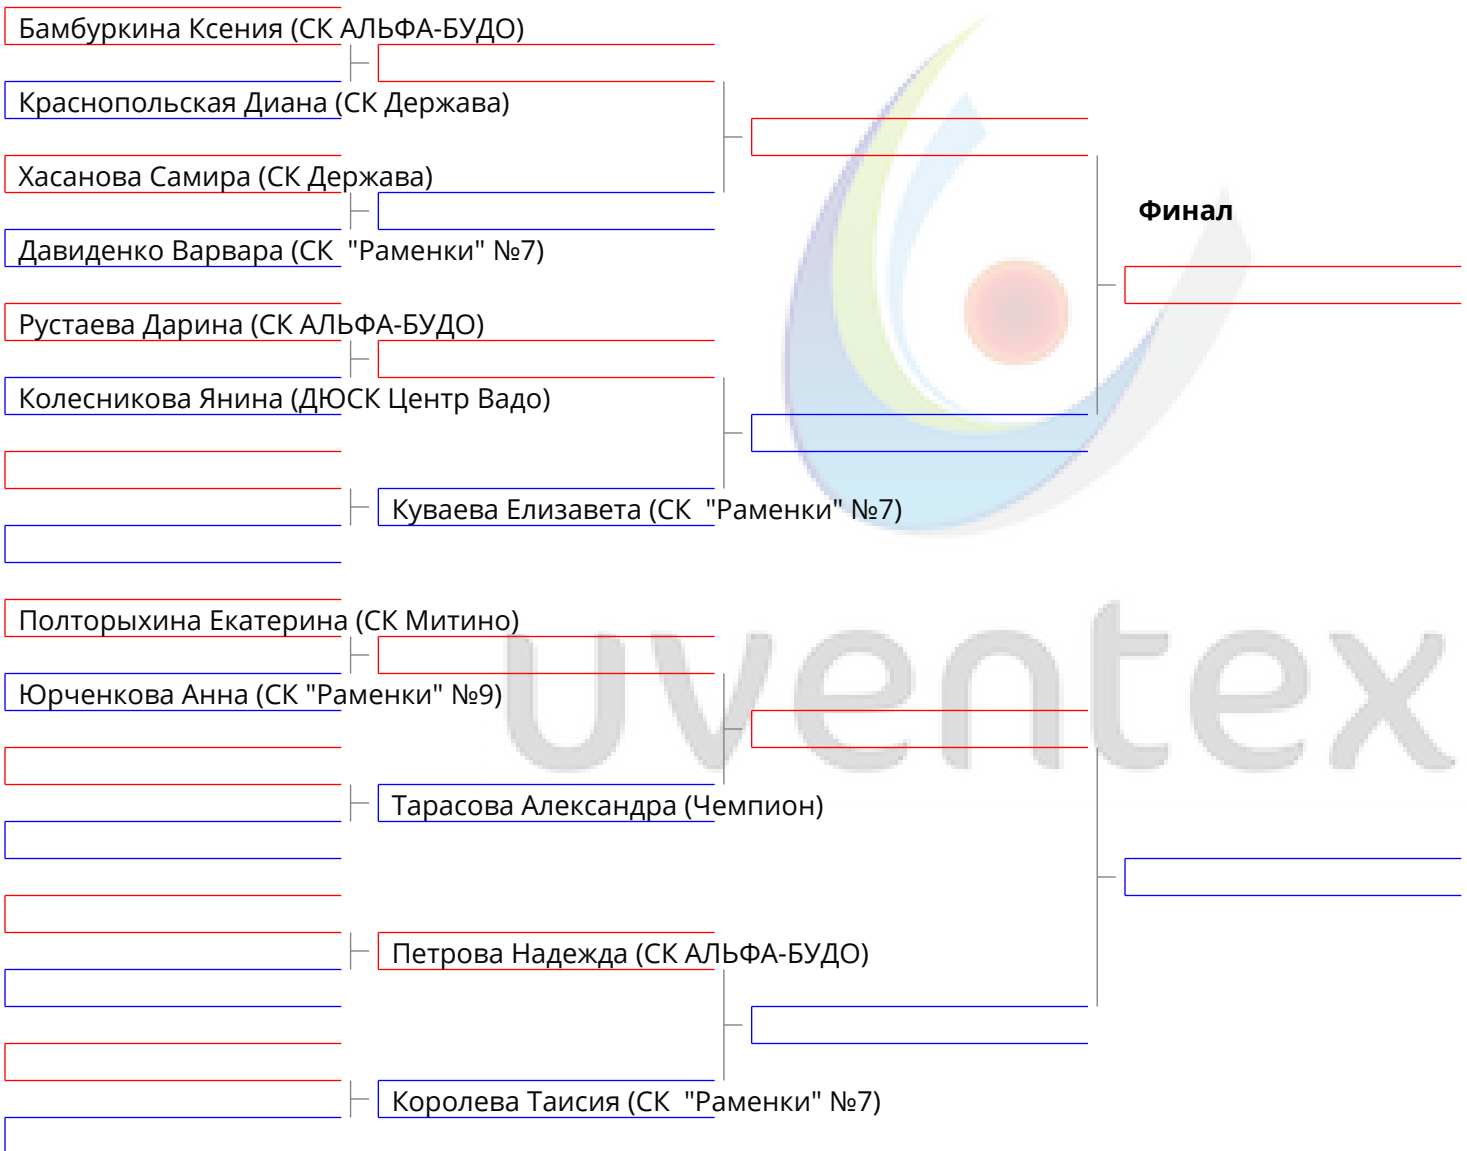 Бамбуркина Ксения (СК АЛЬФА-БУДО)
Краснопольская Диана (СК Держава)
Хасанова Самира (СК Держава)
Финал
Давиденко Варвара (СК  "Раменки" №7)
Рустаева Дарина (СК АЛЬФА-БУДО)
Колесникова Янина (ДЮСК Центр Вадо)
Куваева Елизавета (СК  "Раменки" №7)
Полторыхина Екатерина (СК Митино)
Юрченкова Анна (СК "Раменки" №9)
uventex
Тарасова Александра (Чемпион)
Петрова Надежда (СК АЛЬФА-БУДО)
Королева Таисия (СК  "Раменки" №7)